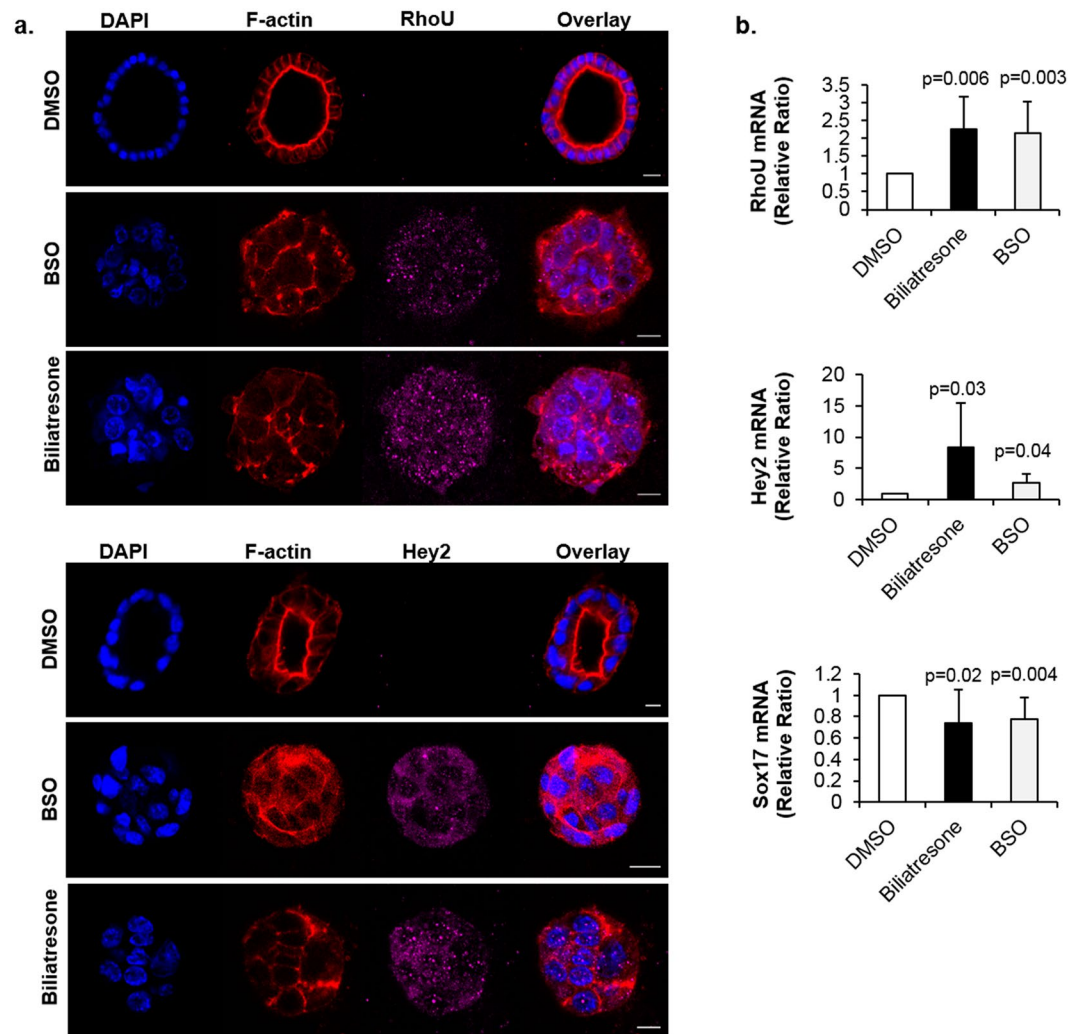 a.
DAPI F-actin RhoU Overlay
DMSO
BSO
Biliatresone
DAPI F-actin Hey2 Overlay
DMSO
BSO
Biliatresone
b.
RhoU mRNA
(Relative Ratio)
3.5
3
2.5
2
1.5
1
0.5
0
p=0.006 p=0.003
DMSO
Biliatresone
BSO
Hey2 mRNA
(Relative Ratio)
20
15
10
5
0
p=0.03
p=0.04
DMSO
Biliatresone
BSO
Sox17 mRNA
(Relative Ratio)
1.2
1
0.8
0.6
0.4
0.2
0
p=0.02 p=0.004
DMSO
Biliatresone
BSO